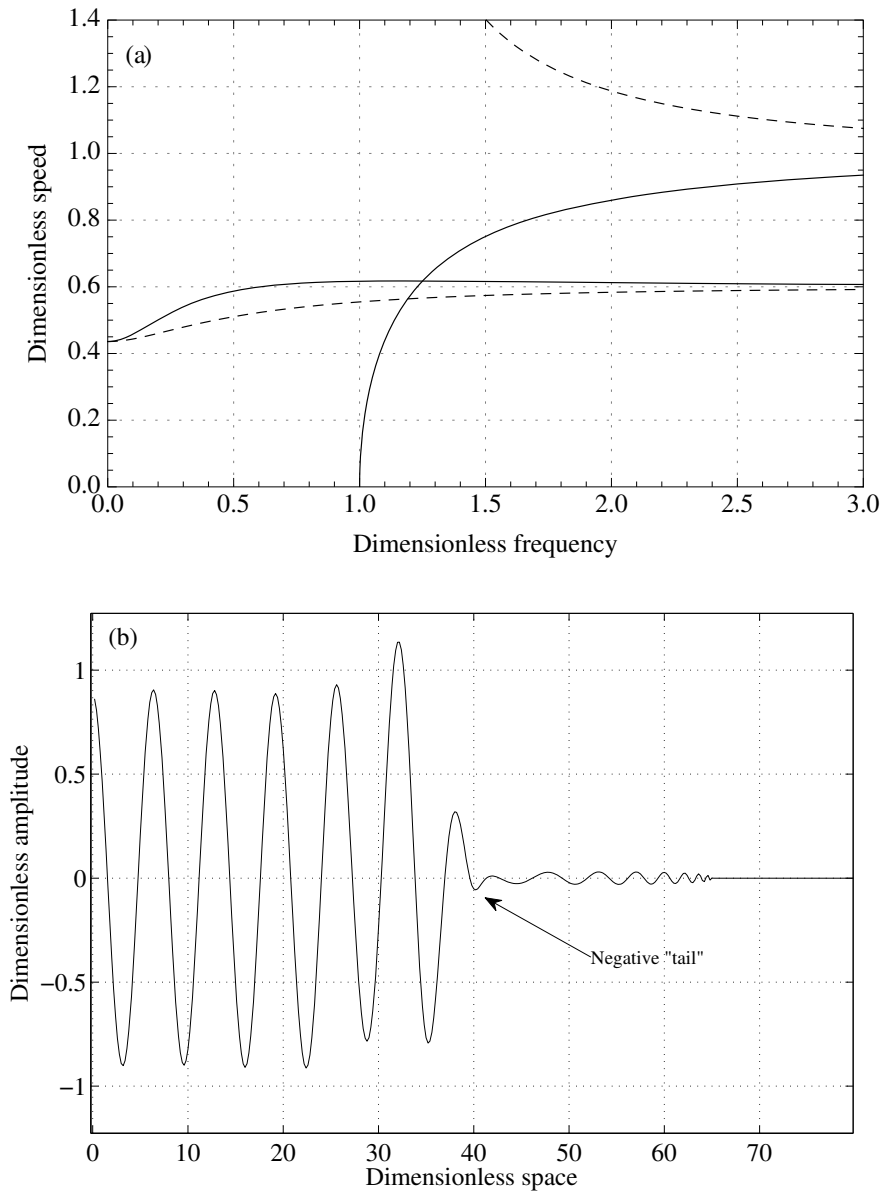 (a)
1.4
1.2
1.0
0.8
0.6
0.4
0.2
0.0
Dimensionless speed
0.0 0.5 1.0 1.5 2.0 2.5 3.0
Dimensionless frequency
(b)
1
0.5
0
−0.5
−1
Dimensionless amplitude
Negative "tail"
0 10 20 30 40 50 60 70
Dimensionless space